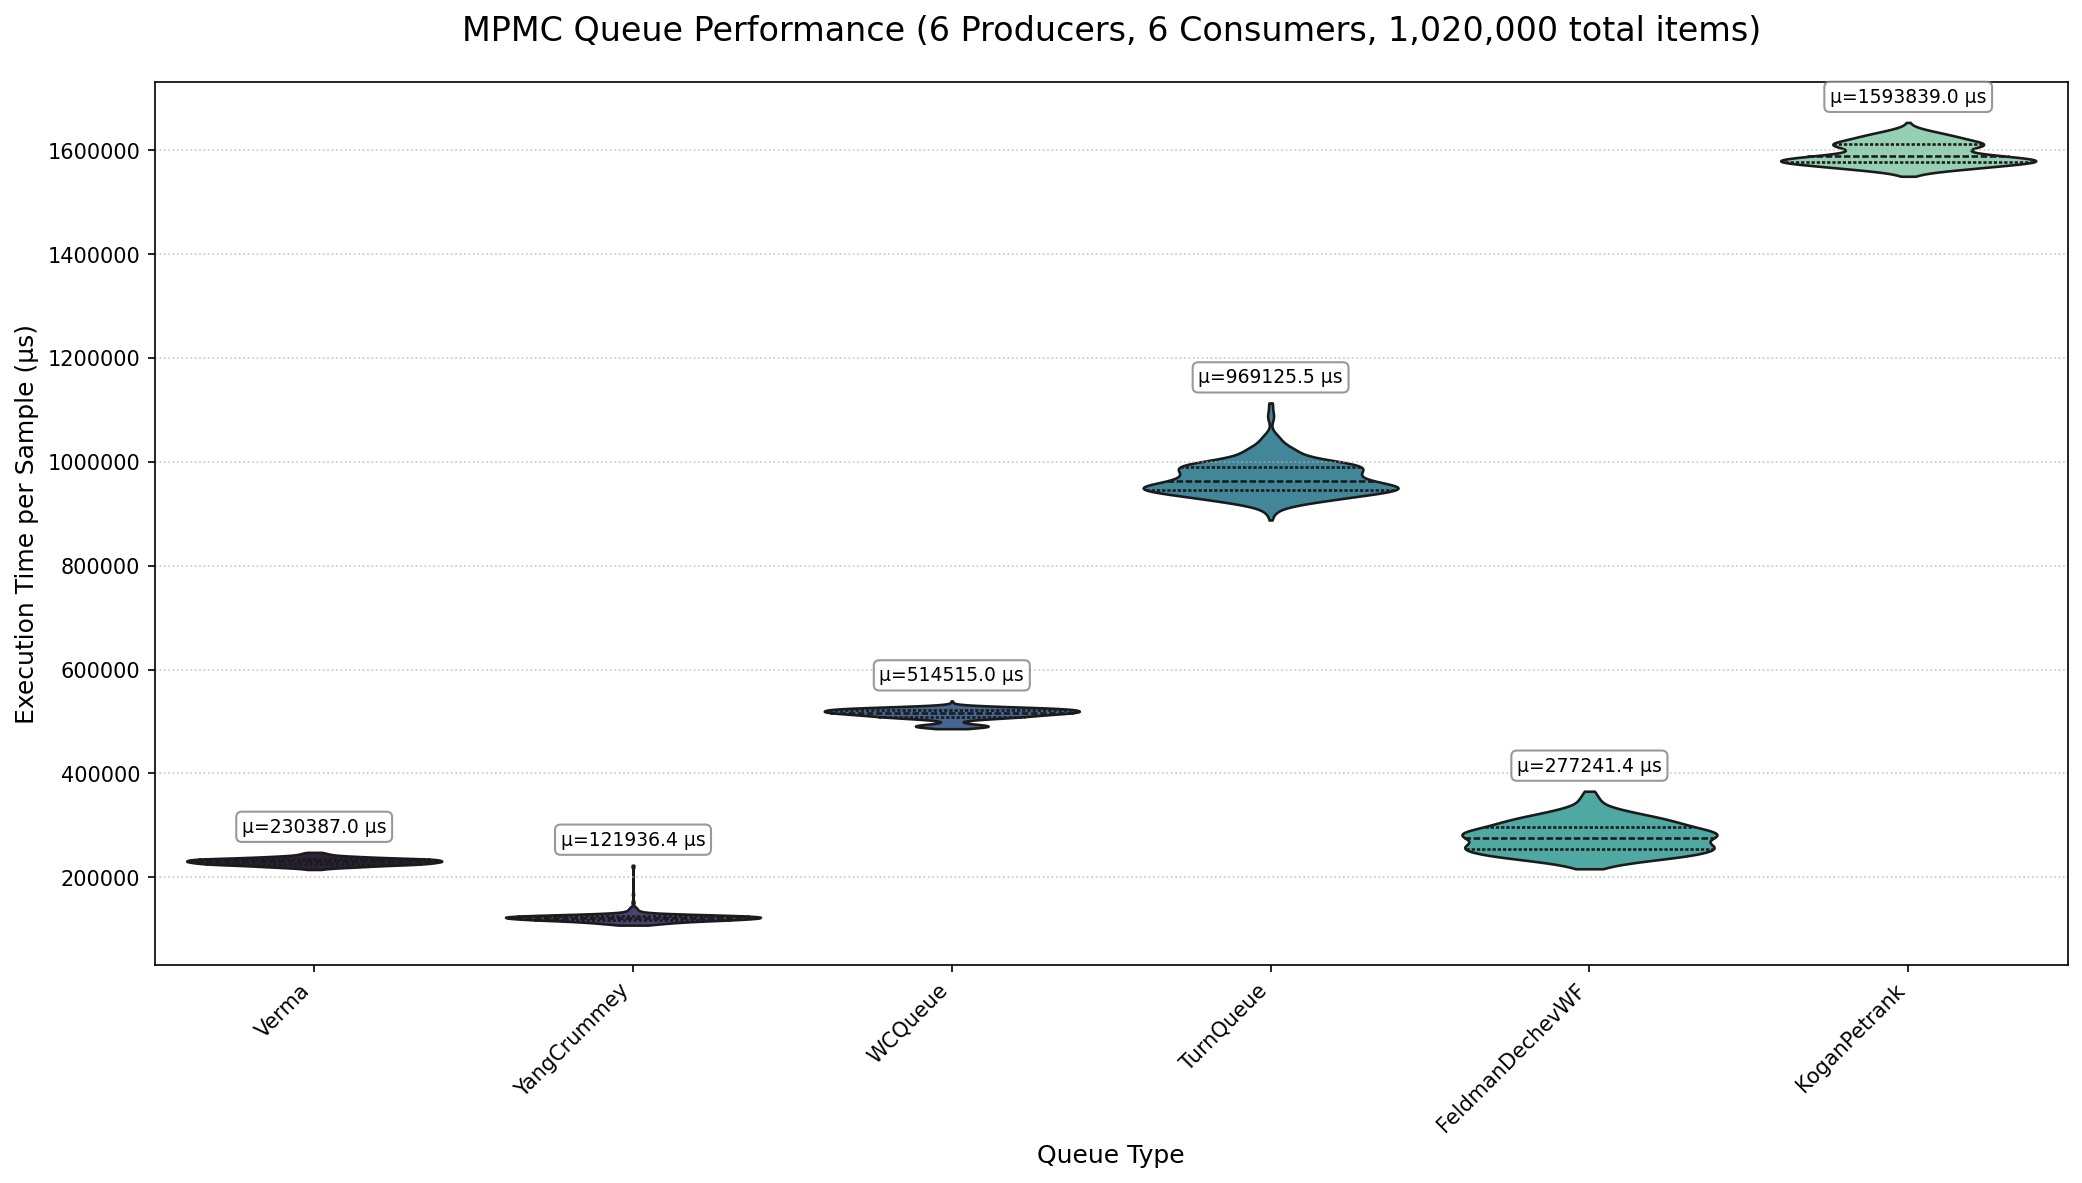 MPMC Queue Performance (6 Producers, 6 Consumers, 1,020,000 total items)
Execution Time per Sample (µs)
1600000
1400000
1200000
1000000
800000
600000
400000
200000
µ=230387.0 µs
µ=121936.4 µs
µ=514515.0 µs
µ=969125.5 µs
µ=277241.4 µs
µ=1593839.0 µs
Verma
YangCrummey
WCQueue
TurnQueue
FeldmanDechevWF
KoganPetrank
Queue Type